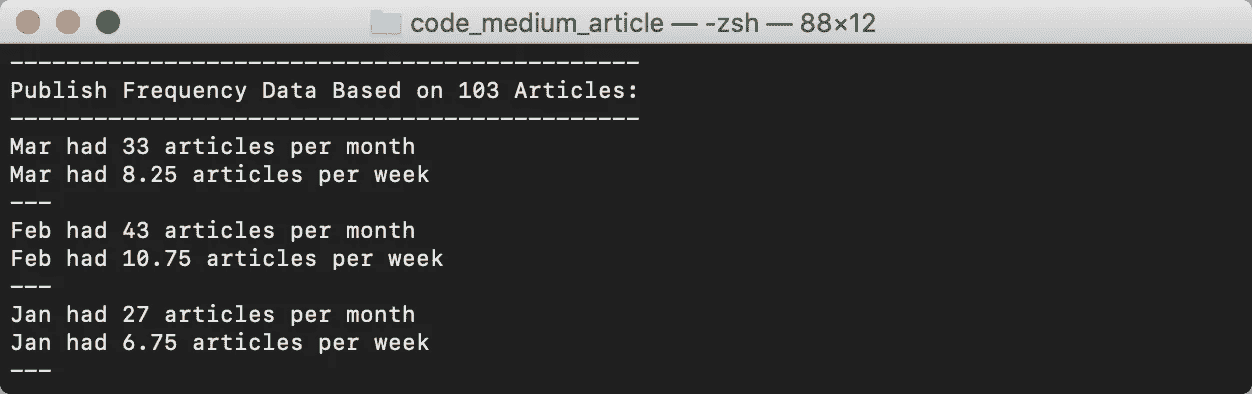 code_medium_article — -zsh — 88×12
---------------------------------------------
Publish Frequency Data Based on 103 Articles:
---------------------------------------------
Mar had 33 articles per month
Mar had 8.25 articles per week
---
Feb had 43 articles per month
Feb had 10.75 articles per week
---
Jan had 27 articles per month
Jan had 6.75 articles per week
---